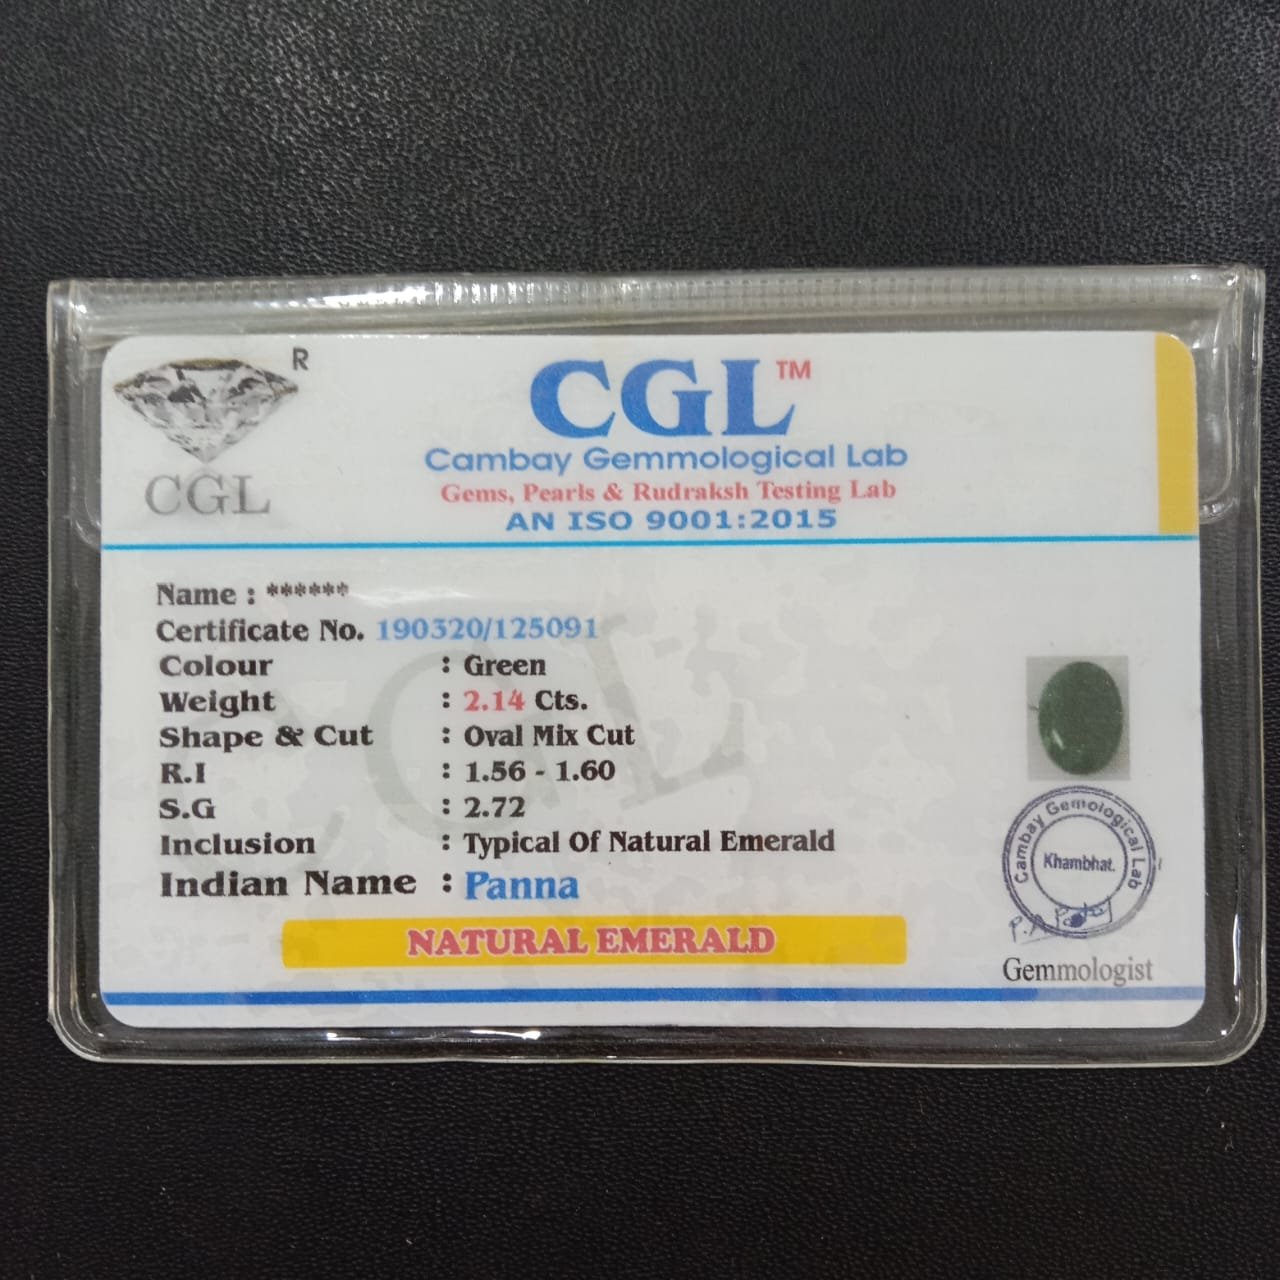 R
CGL
CGL™
Cambay Gemmological Lab
Gems, Pearls & Rudraksh Testing Lab
AN ISO 9001:2015
Name : ******
Certificate No. 190320/125091
Colour : Green
Weight : 2.14 Cts.
Shape & Cut : Oval Mix Cut
R.I : 1.56 - 1.60
S.G : 2.72
Inclusion : Typical Of Natural Emerald
Indian Name : Panna
NATURAL EMERALD
CGL
Cambay Gemological Lab
Khambhat.
Gemmologist